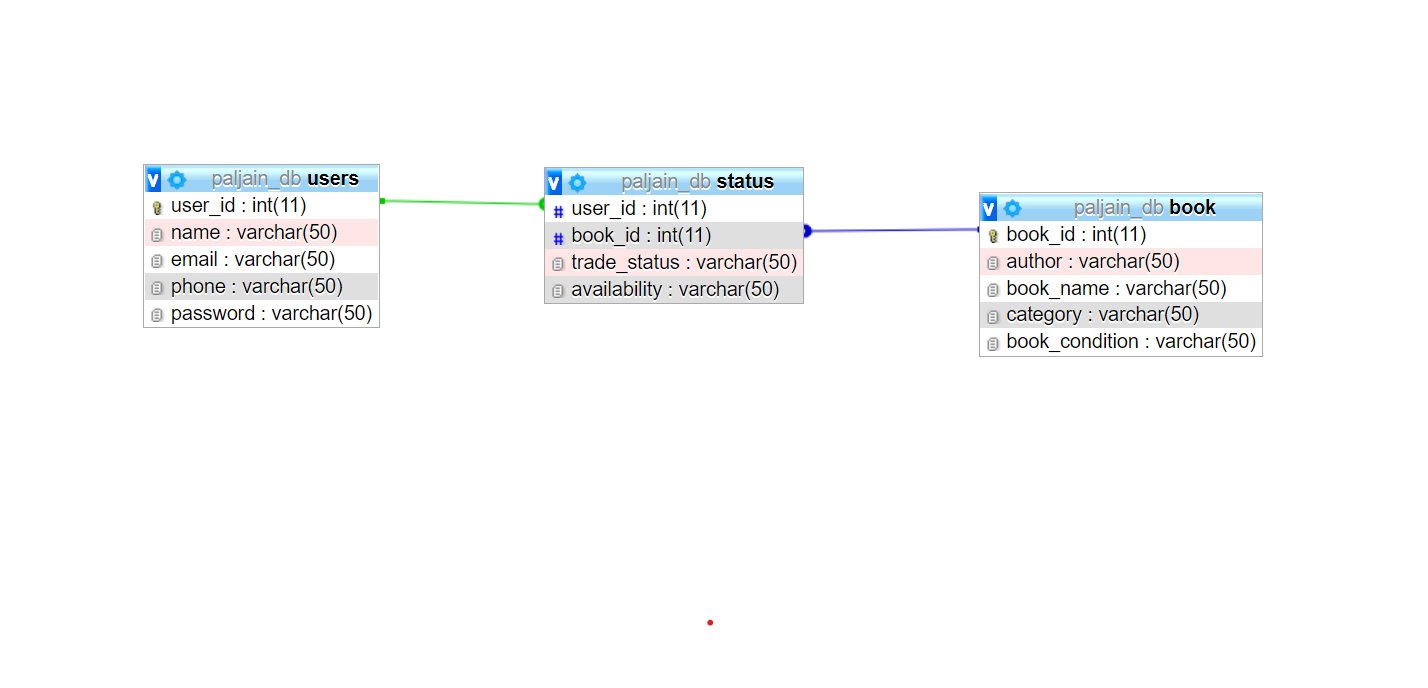 v paljain_db users
user_id : int(11)
name : varchar(50)
email : varchar(50)
phone : varchar(50)
password : varchar(50)
v paljain_db status
# user_id : int(11)
# book_id : int(11)
trade_status : varchar(50)
availability : varchar(50)
v paljain_db book
book_id : int(11)
author : varchar(50)
book_name : varchar(50)
category : varchar(50)
book_condition : varchar(50)